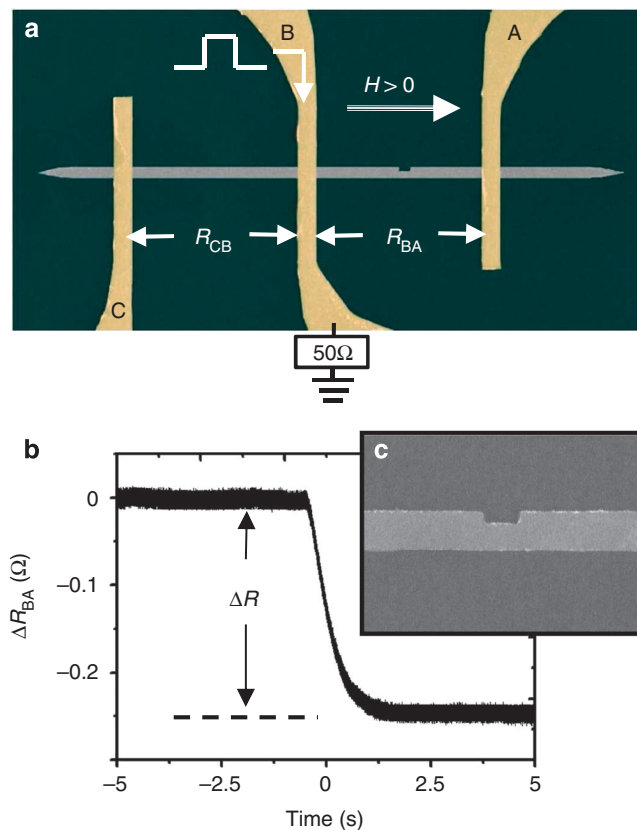 a
B
A
H > 0
R_CB
R_BA
C
50Ω
b
c
ΔR_BA (Ω)
0
−0.1
−0.2
ΔR
−5
−2.5
0
2.5
5
Time (s)